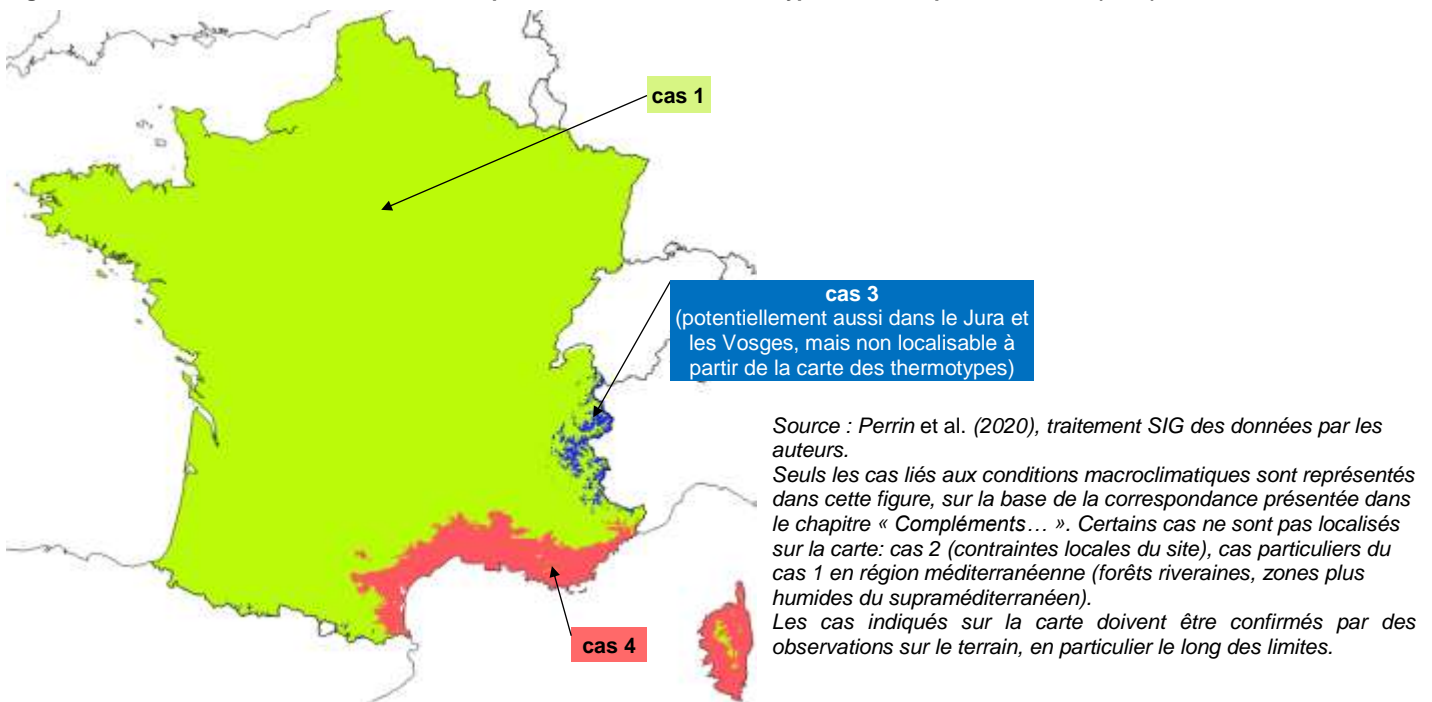 cas 1
cas 3
(potentiellement aussi dans le Jura et
les Vosges, mais non localisable à
partir de la carte des thermotypes)
Source : Perrin et al. (2020), traitement SIG des données par les
auteurs.
Seuls les cas liés aux conditions macroclimatiques sont représentés
dans cette figure, sur la base de la correspondance présentée dans
le chapitre « Compléments… ». Certains cas ne sont pas localisés
sur la carte: cas 2 (contraintes locales du site), cas particuliers du
cas 1 en région méditerranéenne (forêts riveraines, zones plus
humides du supraméditerranéen).
Les cas indiqués sur la carte doivent être confirmés par des
observations sur le terrain, en particulier le long des limites.
cas 4